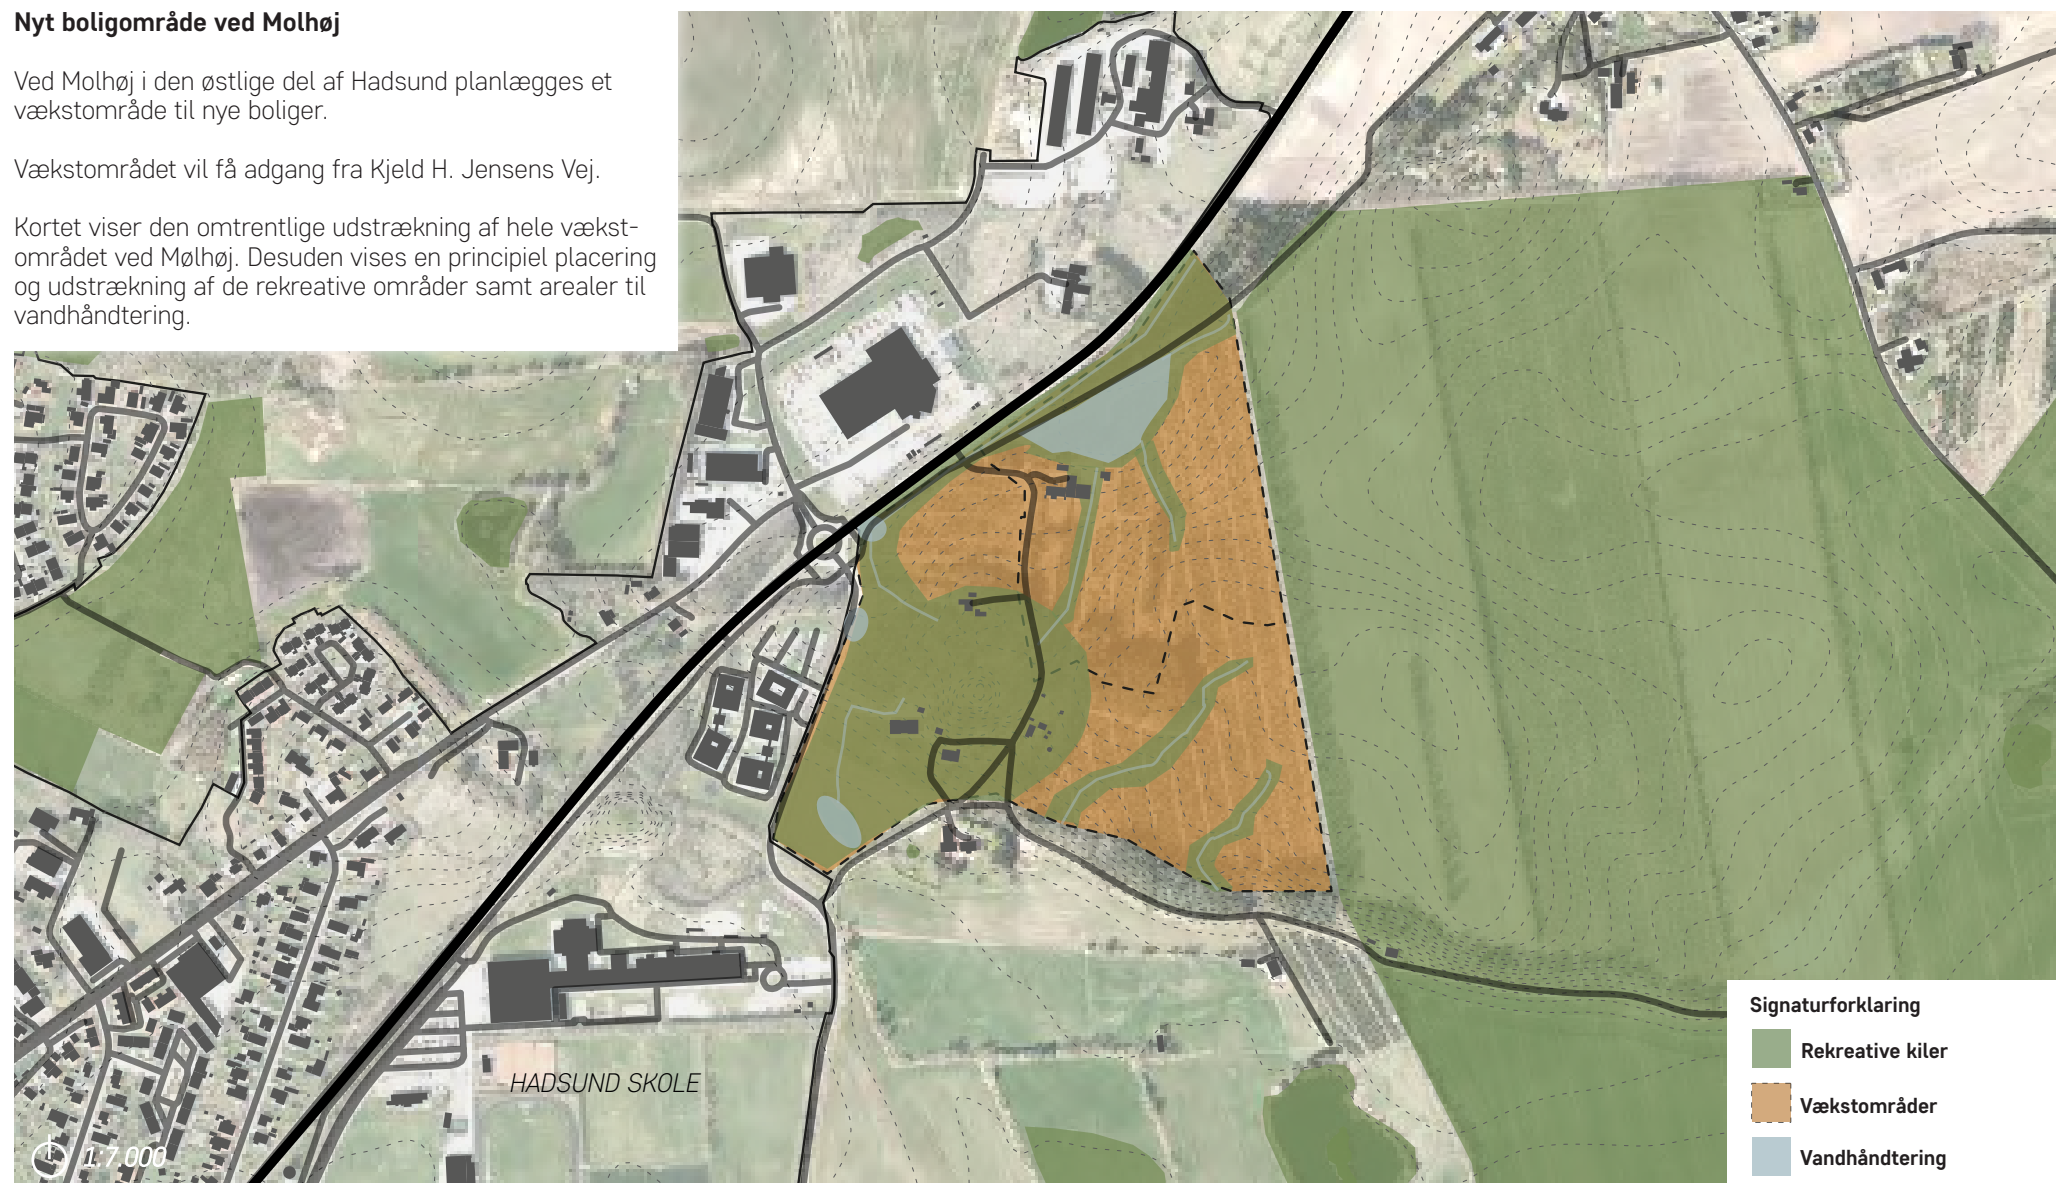 Nyt boligområde ved Molhøj
Ved Molhøj i den østlige del af Hadsund planlægges et
vækstområde til nye boliger.
Vækstområdet vil få adgang fra Kjeld H. Jensens Vej.
Kortet viser den omtrentlige udstrækning af hele vækst-
området ved Mølhøj. Desuden vises en principiel placering
og udstrækning af de rekreative områder samt arealer til
vandhåndtering.
HADSUND SKOLE
1:7.000
Signaturforklaring
Rekreative kiler
Vækstområder
Vandhåndtering